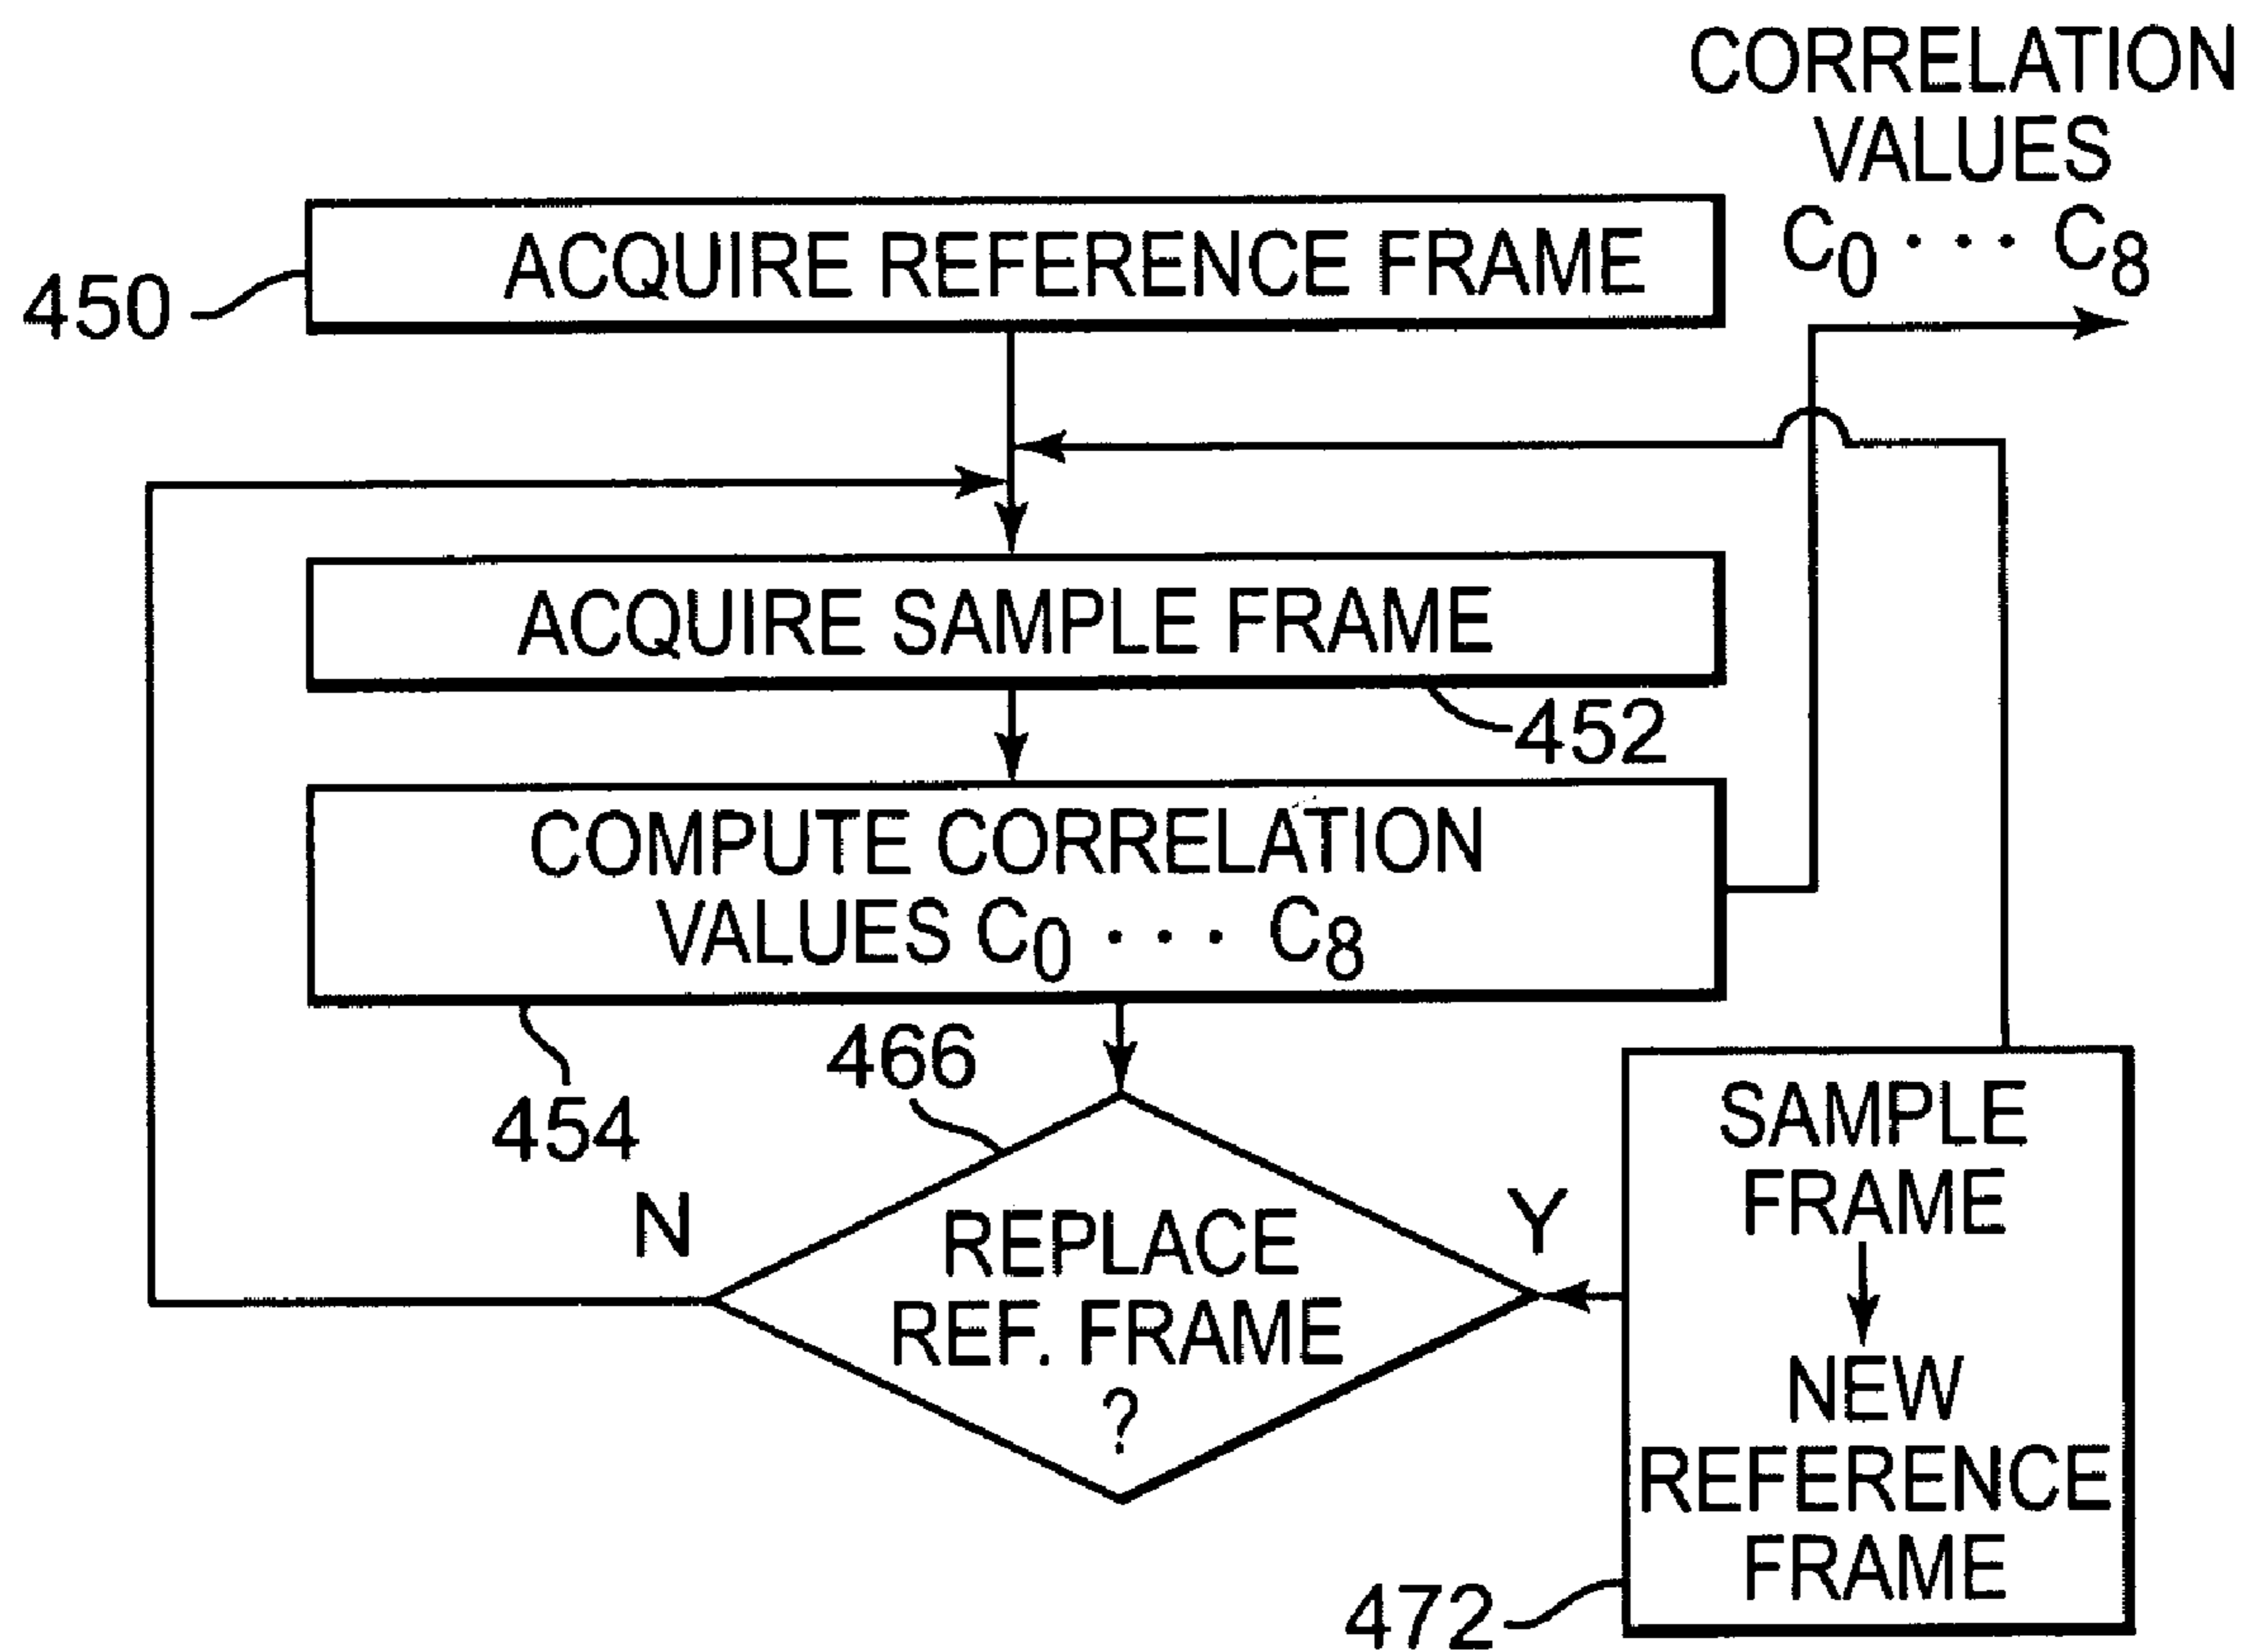 CORRELATION
VALUES
C0 · · · C8
ACQUIRE REFERENCE FRAME
450
ACQUIRE SAMPLE FRAME
452
COMPUTE CORRELATION
VALUES C0 · · · C8
454
466
N
REPLACE
REF. FRAME
?
Y
SAMPLE
FRAME
NEW
REFERENCE
FRAME
472